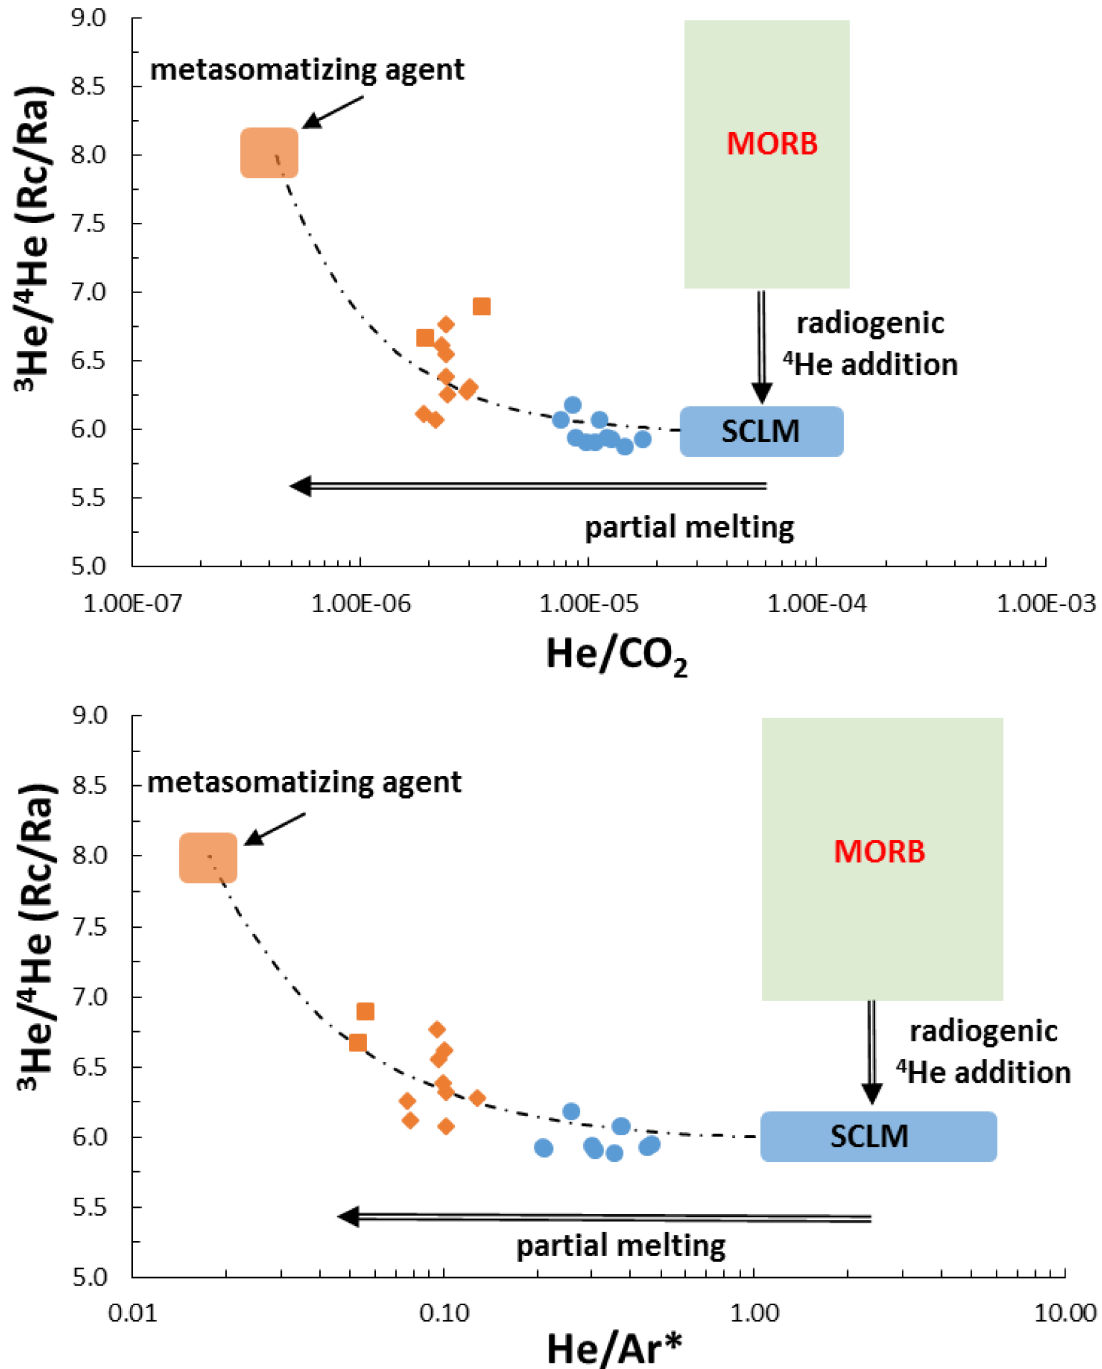 9.0
metasomatizing agent
8.5
8.0
MORB
7.5
7.0
radiogenic
⁴He addition
6.5
6.0
SCLM
5.5
partial melting
5.0
1.00E-07 1.00E-06 1.00E-05 1.00E-04 1.00E-03
³He/⁴He (Rc/Ra)
He/CO₂
9.0
metasomatizing agent
8.5
8.0
MORB
7.5
7.0
radiogenic
⁴He addition
6.5
6.0
SCLM
5.5
partial melting
5.0
0.01 0.10 1.00 10.00
³He/⁴He (Rc/Ra)
He/Ar*